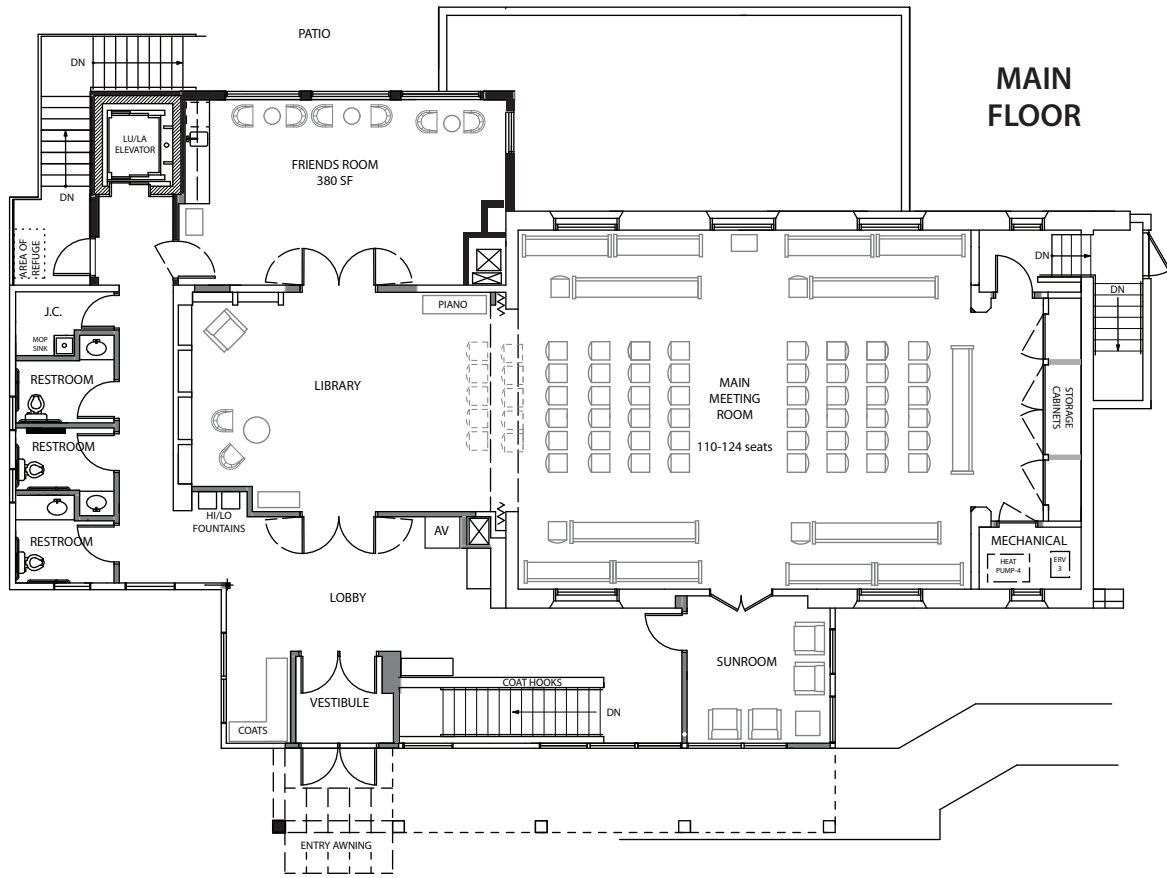 PATIO
MAIN
FLOOR
DN
LU/LA
ELEVATOR
FRIENDS ROOM
380 SF
DN
AREA OF
REFUGE
DN
DN
J.C.
PIANO
MOP
SINK
RESTROOM
LIBRARY
MAIN
MEETING
ROOM
110-124 seats
STORAGE
CABINETS
RESTROOM
HI/LO
FOUNTAINS
AV
RESTROOM
MECHANICAL
HEAT
PUMP-4
ERV
3
LOBBY
SUNROOM
COAT HOOKS
VESTIBULE
DN
COATS
ENTRY AWNING